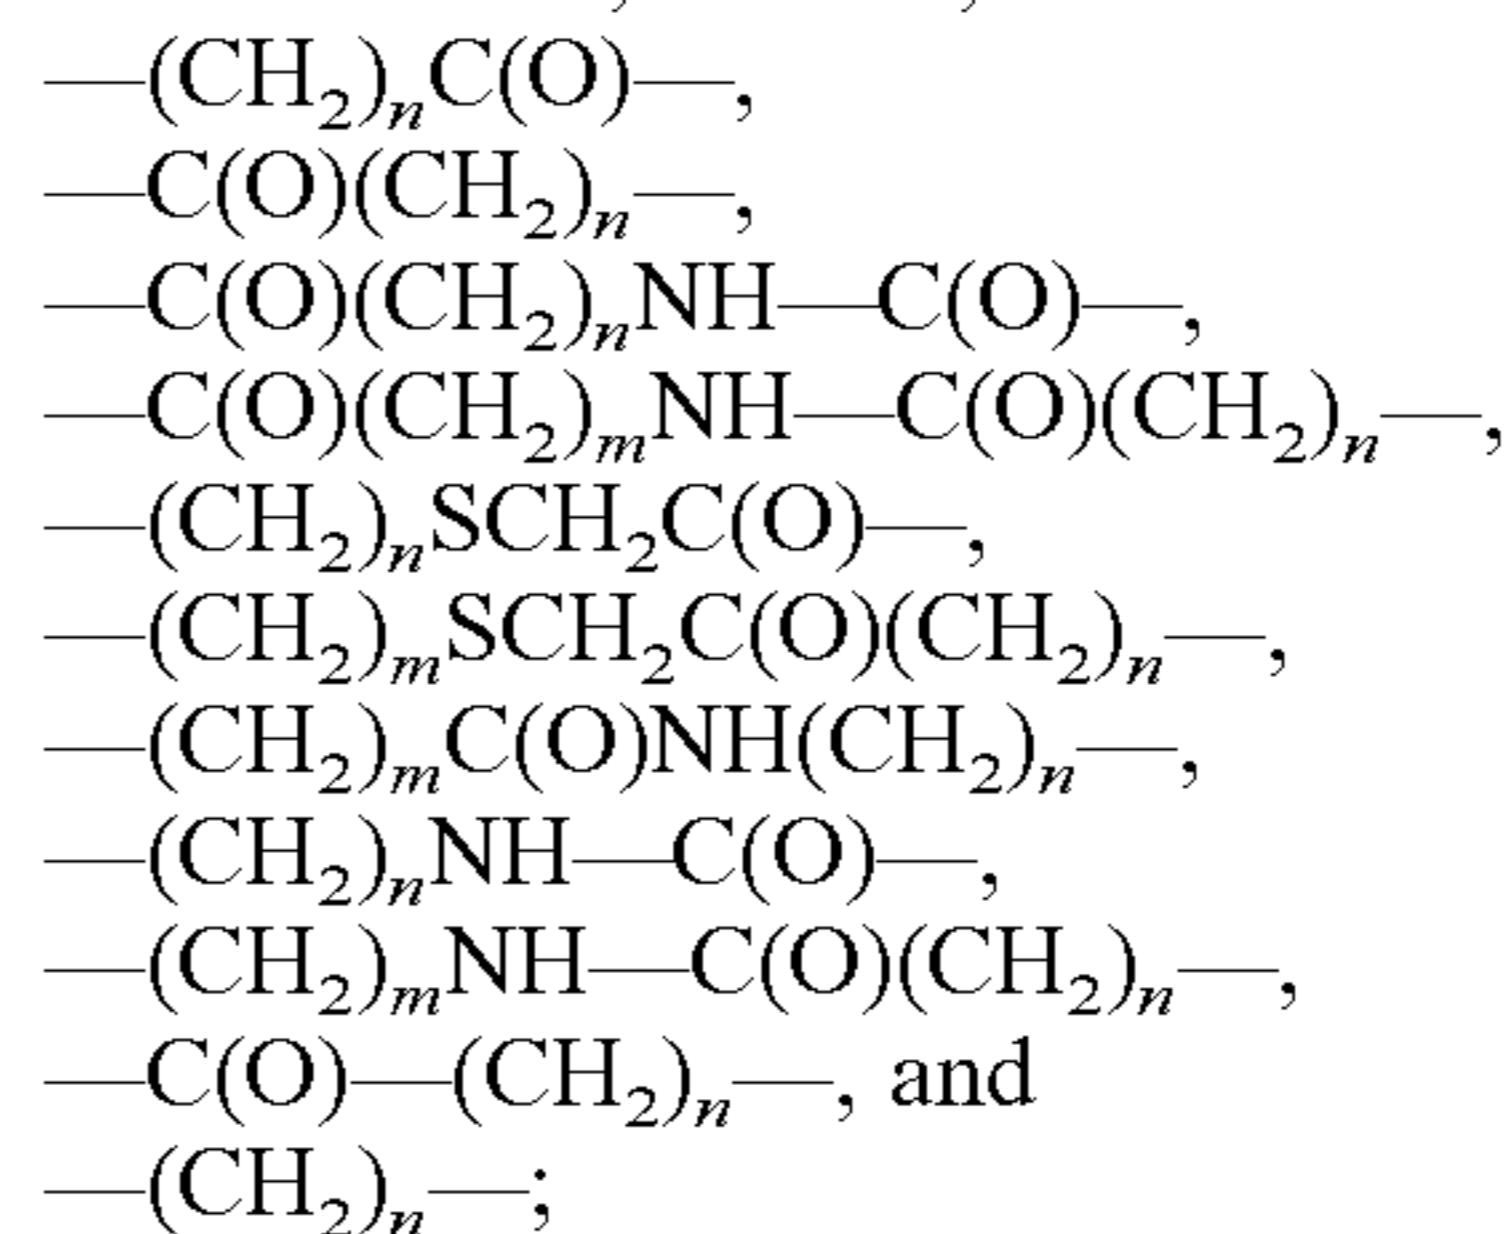 —(CH₂)ₙC(O)—,
—C(O)(CH₂)ₙ—,
—C(O)(CH₂)ₙNH—C(O)—,
—C(O)(CH₂)ₘNH—C(O)(CH₂)ₙ—,
—(CH₂)ₙSCH₂C(O)—,
—(CH₂)ₘSCH₂C(O)(CH₂)ₙ—,
—(CH₂)ₘC(O)NH(CH₂)ₙ—,
—(CH₂)ₙNH—C(O)—,
—(CH₂)ₘNH—C(O)(CH₂)ₙ—,
—C(O)—(CH₂)ₙ—, and
—(CH₂)ₙ—;